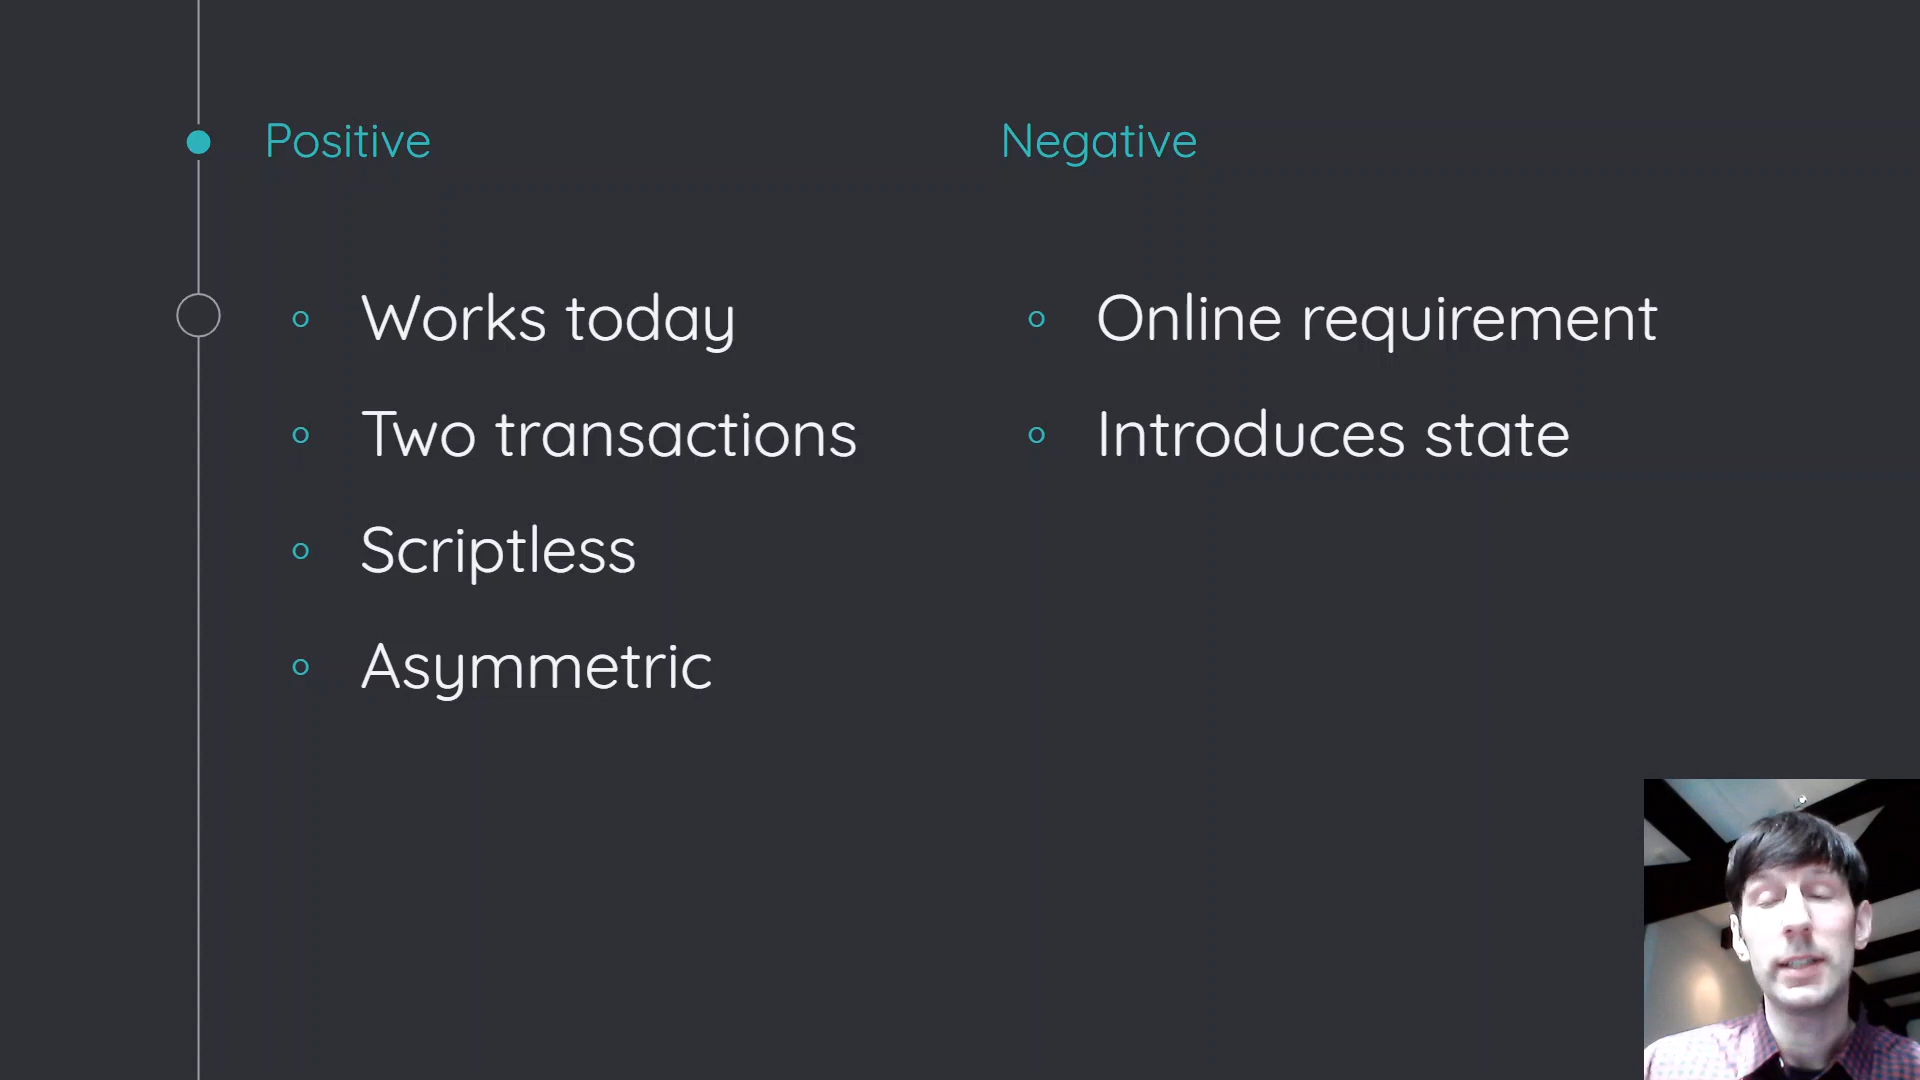 Positive
Works today
Two transactions
Scriptless
Asymmetric
Negative
Online requirement
Introduces state